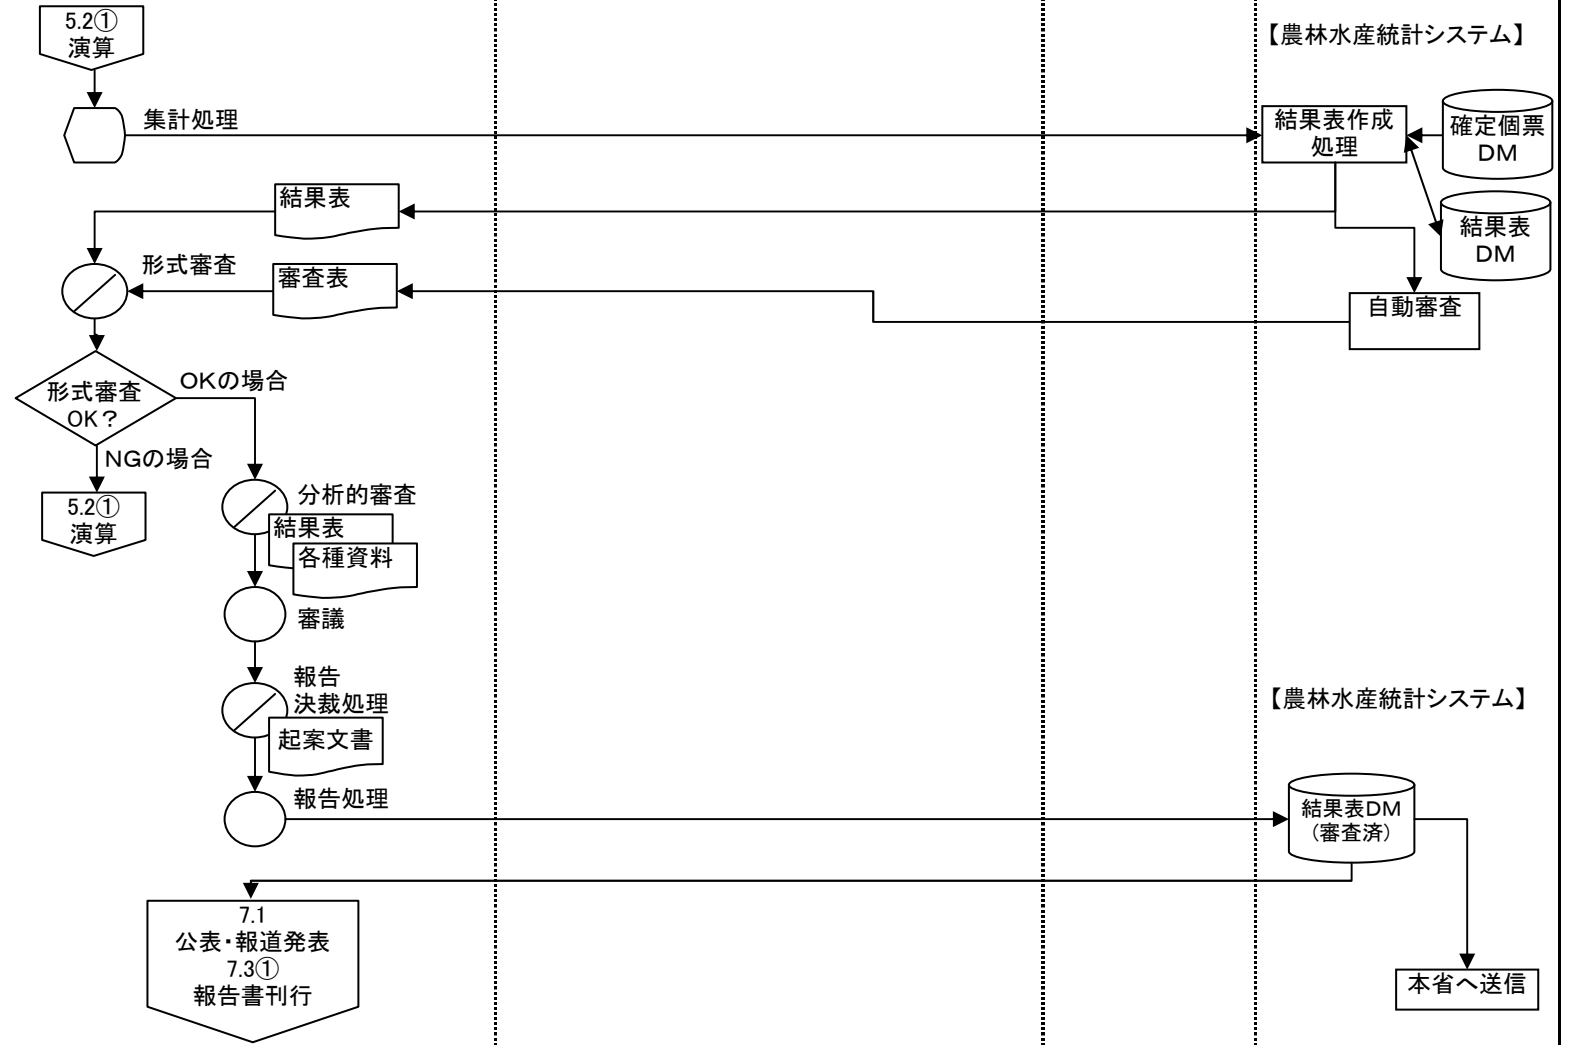 5.2①
演算
【農林水産統計システム】
集計処理
結果表作成
処理
確定個票
DM
結果表
結果表
DM
形式審査
審査表
自動審査
形式審査
OK？
OKの場合
NGの場合
5.2①
演算
分析的審査
結果表
各種資料
審議
報告
決裁処理
起案文書
【農林水産統計システム】
報告処理
結果表DM
（審査済）
7.1
公表・報道発表
7.3①
報告書刊行
本省へ送信